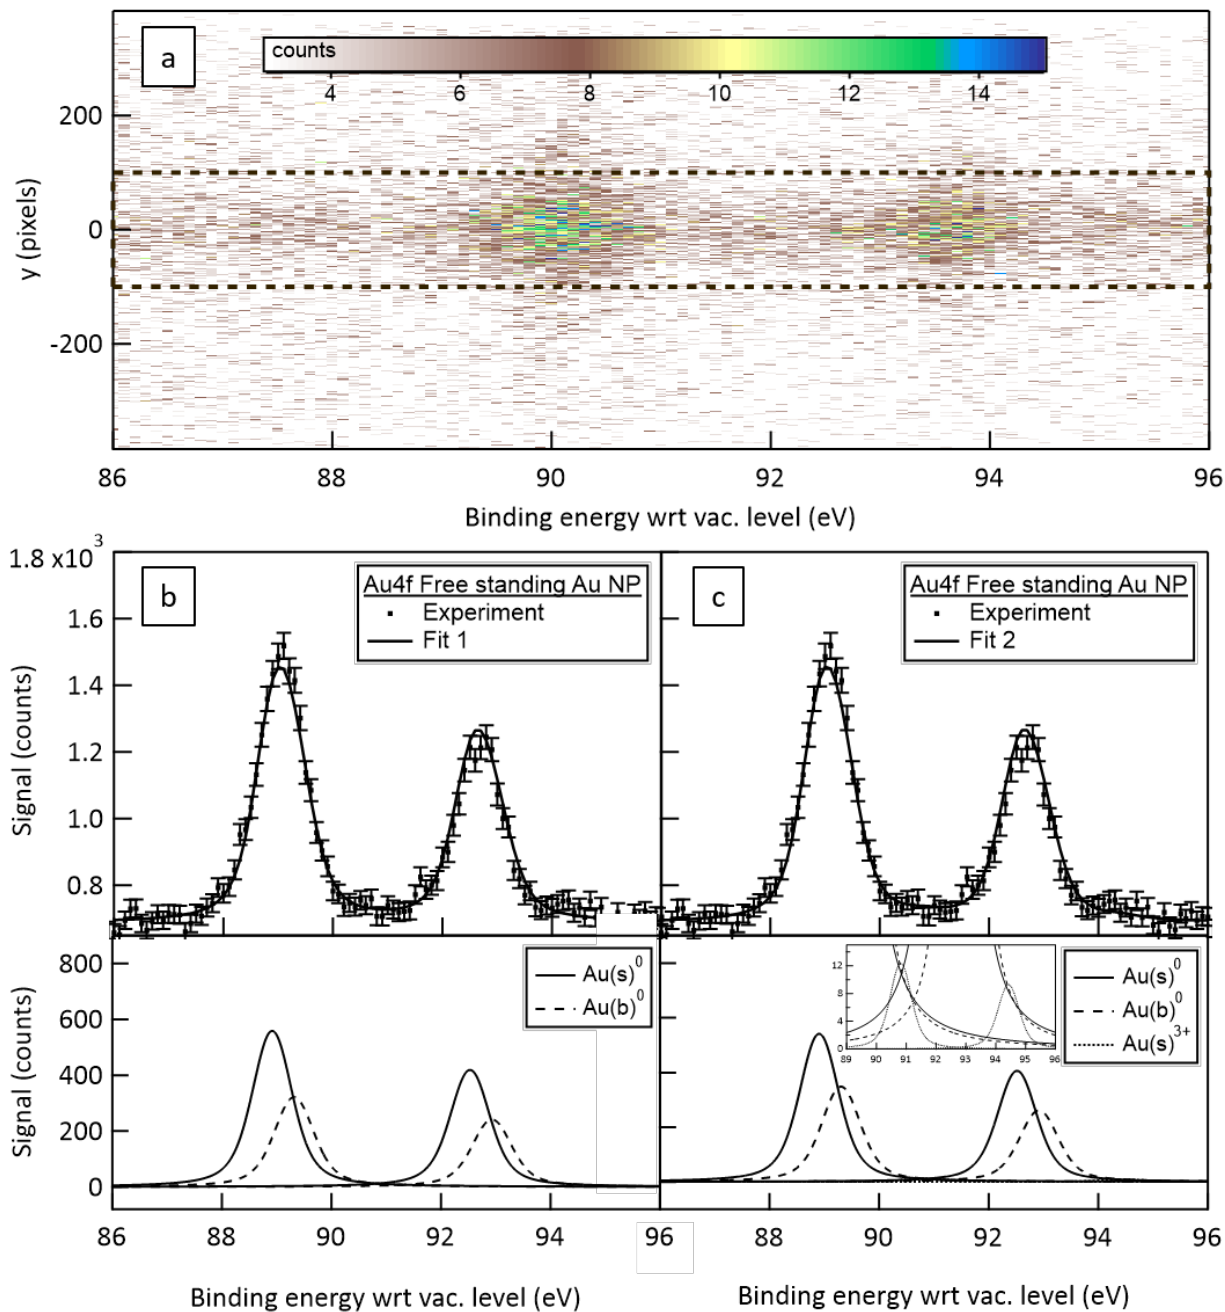 a
counts
4 6 8 10 12 14
200
0
-200
y (pixels)
86 88 90 92 94 96
Binding energy wrt vac. level (eV)
1.8 x10³
1.6
1.4
1.2
1.0
0.8
Signal (counts)
b
Au4f Free standing Au NP
Experiment
Fit 1
c
Au4f Free standing Au NP
Experiment
Fit 2
800
600
400
200
0
Signal (counts)
Au(s)⁰
Au(b)⁰
12
8
4
0
89 90 91 92 93 94 95 96
Au(s)⁰
Au(b)⁰
Au(s)³⁺
86 88 90 92 94 96 88 90 92 94 96
Binding energy wrt vac. level (eV)
Binding energy wrt vac. level (eV)